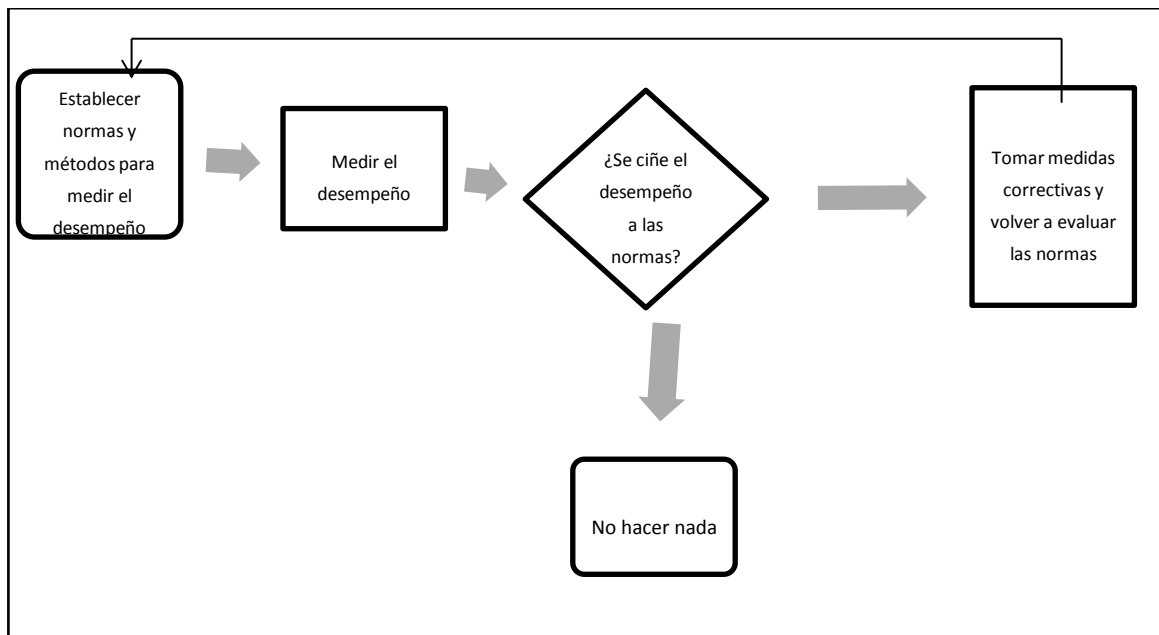 Establecer
normas y
métodos para
medir el
desempeño
Medir el
desempeño
¿Se ciñe el
desempeño
a las
normas?
Tomar medidas
correctivas y
volver a evaluar
las normas
No hacer nada